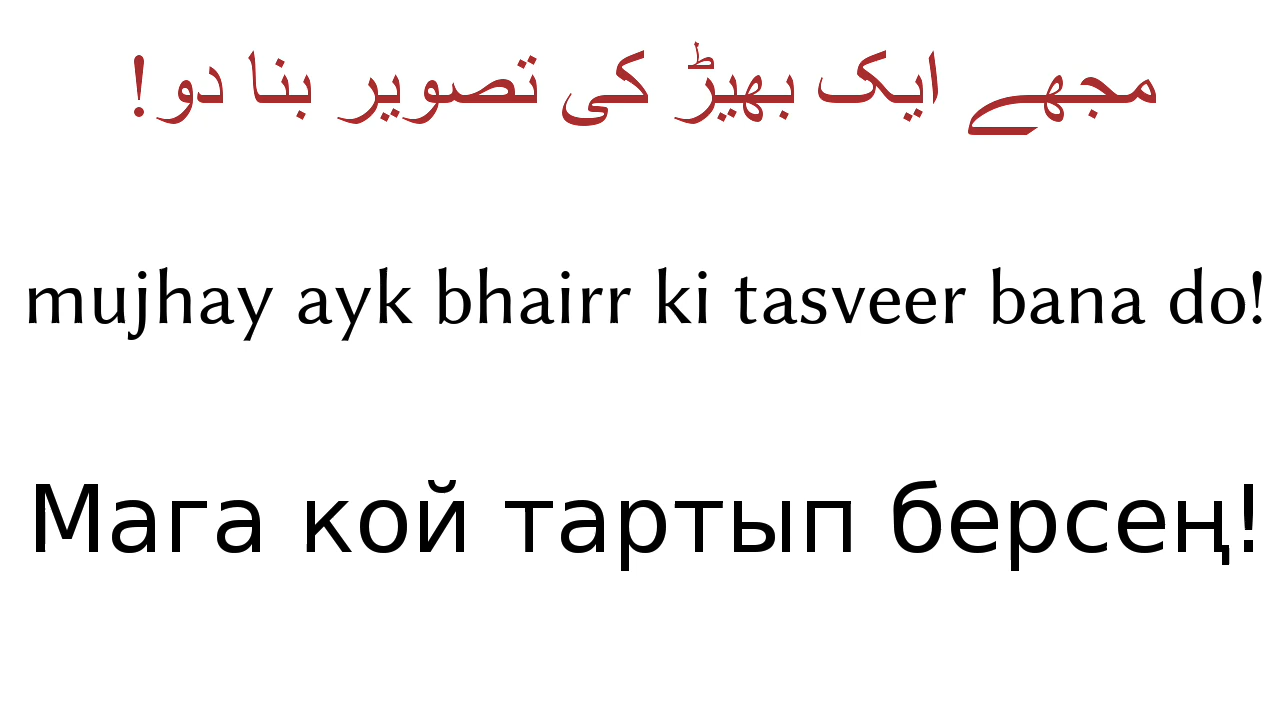 مجھے ایک بھیڑ کی تصویر بنا دو!
mujhay ayk bhairr ki tasveer bana do!
Мага кой тартып берсең!